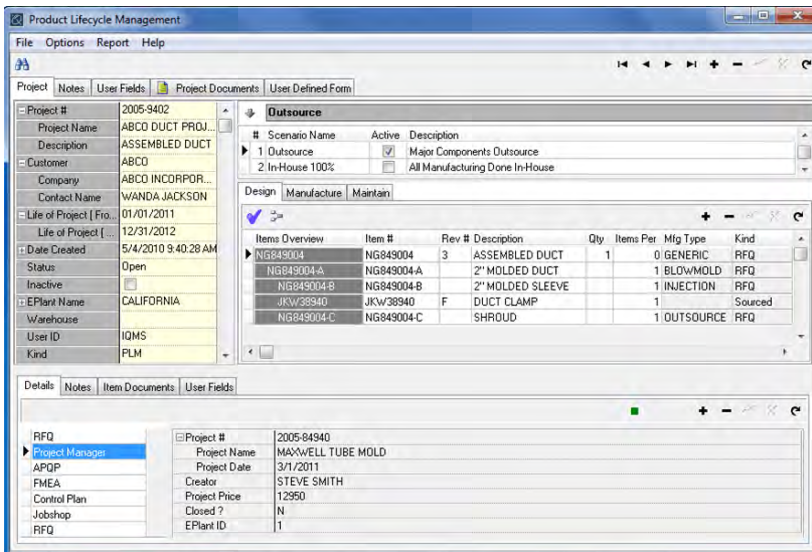 Product Lifecycle Management
File Options Report Help
Project Notes User Fields Project Documents User Defined Form
Project # 2005-9402
Project Name ABCO DUCT PROJ...
Description ASSEMBLED DUCT
Customer ABCO
Company ABCO INCORPOR...
Contact Name WANDA JACKSON
Life of Project [ Fro... 01/01/2011
Life of Project [ ... 12/31/2012
Date Created 5/4/2010 9:40:28 AM
Status Open
Inactive
EPlant Name CALIFORNIA
Warehouse
User ID IQMS
Kind PLM
Outsource
# Scenario Name Active Description
1 Outsource Major Components Outsource
2 In-House 100% All Manufacturing Done In-House
Design Manufacture Maintain
Items Overview Item # Rev # Description Qty Items Per Mfg Type Kind
NG849004 NG849004 3 ASSEMBLED DUCT 1 0 GENERIC RFQ
NG849004-A NG849004-A 2" MOLDED DUCT 1 BLOWMOLD RFQ
NG849004-B NG849004-B 2" MOLDED SLEEVE 1 INJECTION RFQ
JKW38940 JKW38940 F DUCT CLAMP 1 Sourced
NG849004-C NG849004-C SHROUD 1 OUTSOURCE RFQ
Details Notes Item Documents User Fields
RFQ
Project Manager
APQP
FMEA
Control Plan
Jobshop
RFQ
Project # 2005-84940
Project Name MAXWELL TUBE MOLD
Project Date 3/1/2011
Creator STEVE SMITH
Project Price 12950
Closed ? N
EPlant ID 1